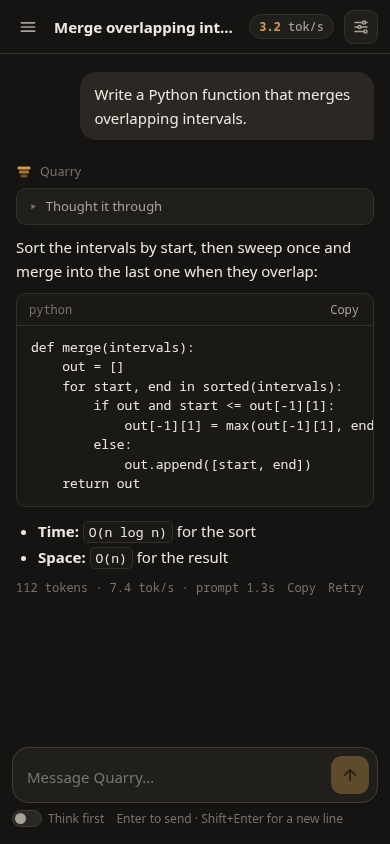 Merge overlapping int... 3.2 tok/s
Write a Python function that merges
overlapping intervals.
Quarry
Thought it through
Sort the intervals by start, then sweep once and
merge into the last one when they overlap:
python Copy
def merge(intervals):
    out = []
    for start, end in sorted(intervals):
        if out and start <= out[-1][1]:
            out[-1][1] = max(out[-1][1], end
        else:
            out.append([start, end])
    return out
• Time: O(n log n) for the sort
• Space: O(n) for the result
112 tokens · 7.4 tok/s · prompt 1.3s Copy Retry
Message Quarry...
Think first Enter to send · Shift+Enter for a new line